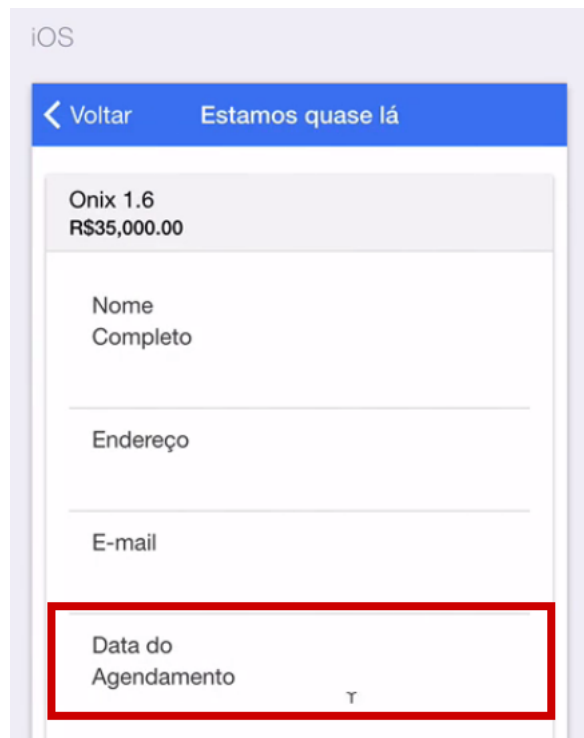 iOS
Voltar Estamos quase lá
Onix 1.6
R$35,000.00
Nome
Completo
Endereço
E-mail
Data do
Agendamento